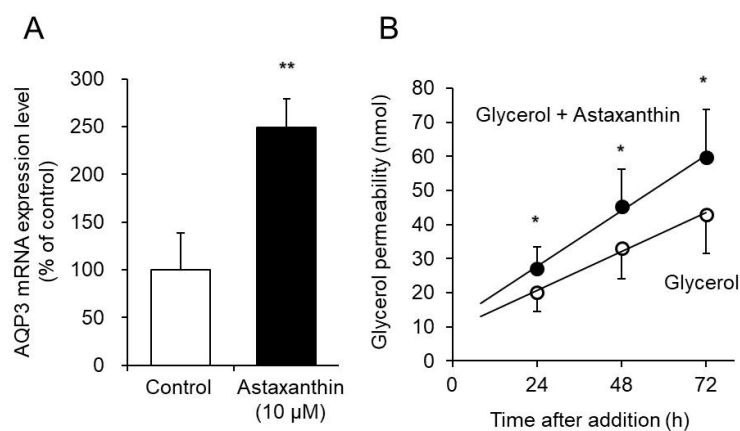 A
AQP3 mRNA expression level
(% of control)
300
250
200
150
100
50
0
**
Control
Astaxanthin
(10 µM)
B
Glycerol permeability (nmol)
80
70
60
50
40
30
20
10
0
Glycerol + Astaxanthin
*
*
*
Glycerol
0
24
48
72
Time after addition (h)